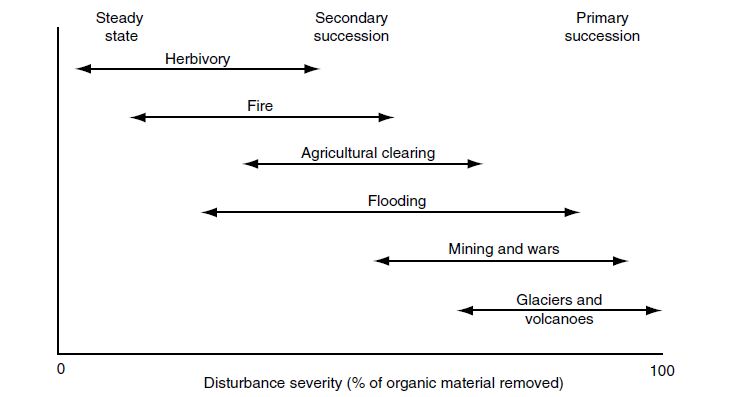 Steady
state
Secondary
succession
Primary
succession
Herbivory
Fire
Agricultural clearing
Flooding
Mining and wars
Glaciers and
volcanoes
0
100
Disturbance severity (% of organic material removed)